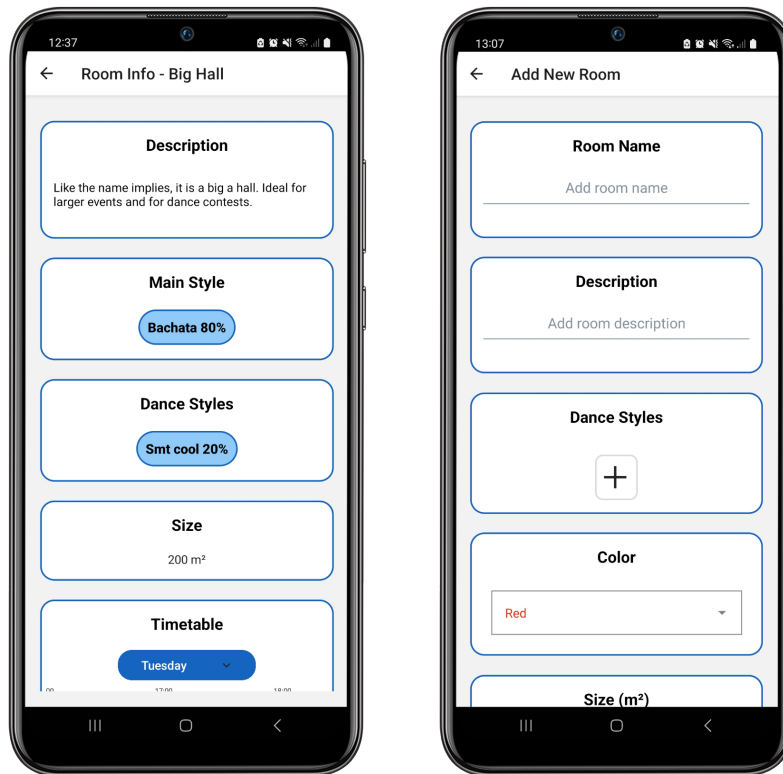 12:37
Room Info - Big Hall
Description
Like the name implies, it is a big a hall. Ideal for
larger events and for dance contests.
Main Style
Bachata 80%
Dance Styles
Smt cool 20%
Size
200 m²
Timetable
Tuesday
00 17:00 18:00
13:07
Add New Room
Room Name
Add room name
Description
Add room description
Dance Styles
Color
Red
Size (m²)